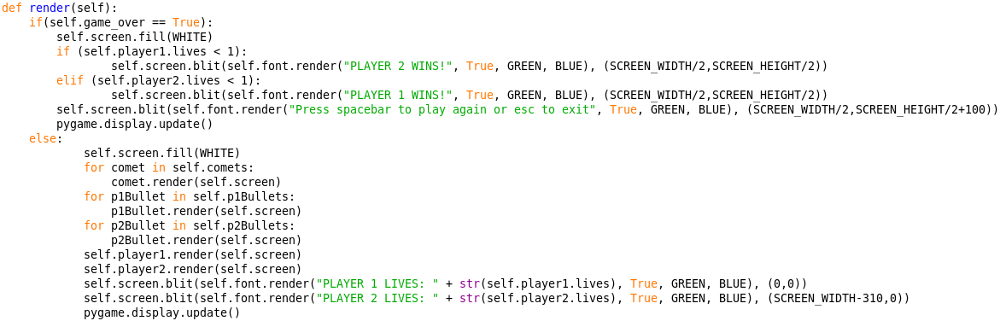 def render(self):
    if(self.game_over == True):
        self.screen.fill(WHITE)
        if (self.player1.lives < 1):
                self.screen.blit(self.font.render("PLAYER 2 WINS!", True, GREEN, BLUE), (SCREEN_WIDTH/2,SCREEN_HEIGHT/2))
        elif (self.player2.lives < 1):
                self.screen.blit(self.font.render("PLAYER 1 WINS!", True, GREEN, BLUE), (SCREEN_WIDTH/2,SCREEN_HEIGHT/2))
        self.screen.blit(self.font.render("Press spacebar to play again or esc to exit", True, GREEN, BLUE), (SCREEN_WIDTH/2,SCREEN_HEIGHT/2+100))
        pygame.display.update()
    else:
            self.screen.fill(WHITE)
            for comet in self.comets:
                comet.render(self.screen)
            for p1Bullet in self.p1Bullets:
                p1Bullet.render(self.screen)
            for p2Bullet in self.p2Bullets:
                p2Bullet.render(self.screen)
            self.player1.render(self.screen)
            self.player2.render(self.screen)
            self.screen.blit(self.font.render("PLAYER 1 LIVES: " + str(self.player1.lives), True, GREEN, BLUE), (0,0))
            self.screen.blit(self.font.render("PLAYER 2 LIVES: " + str(self.player2.lives), True, GREEN, BLUE), (SCREEN_WIDTH-310,0))
            pygame.display.update()